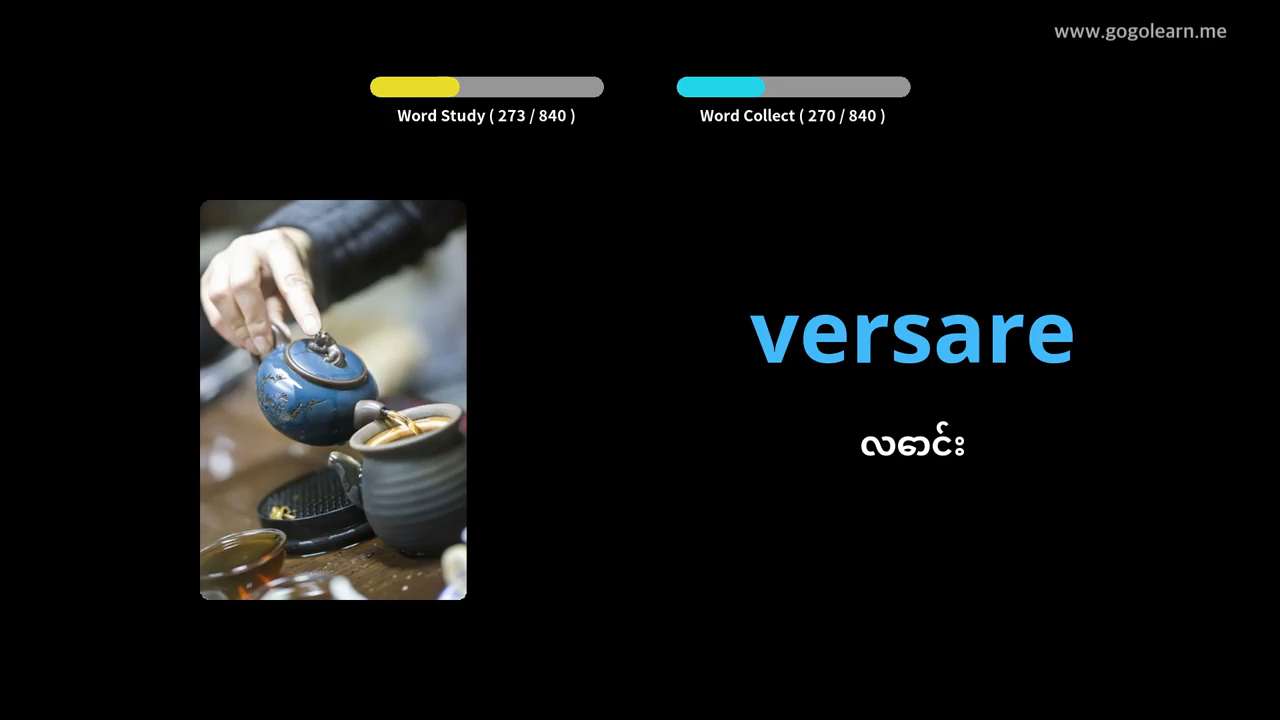 www.gogolearn.me
Word Study ( 273 / 840 )
Word Collect ( 270 / 840 )
versare
လောင်း